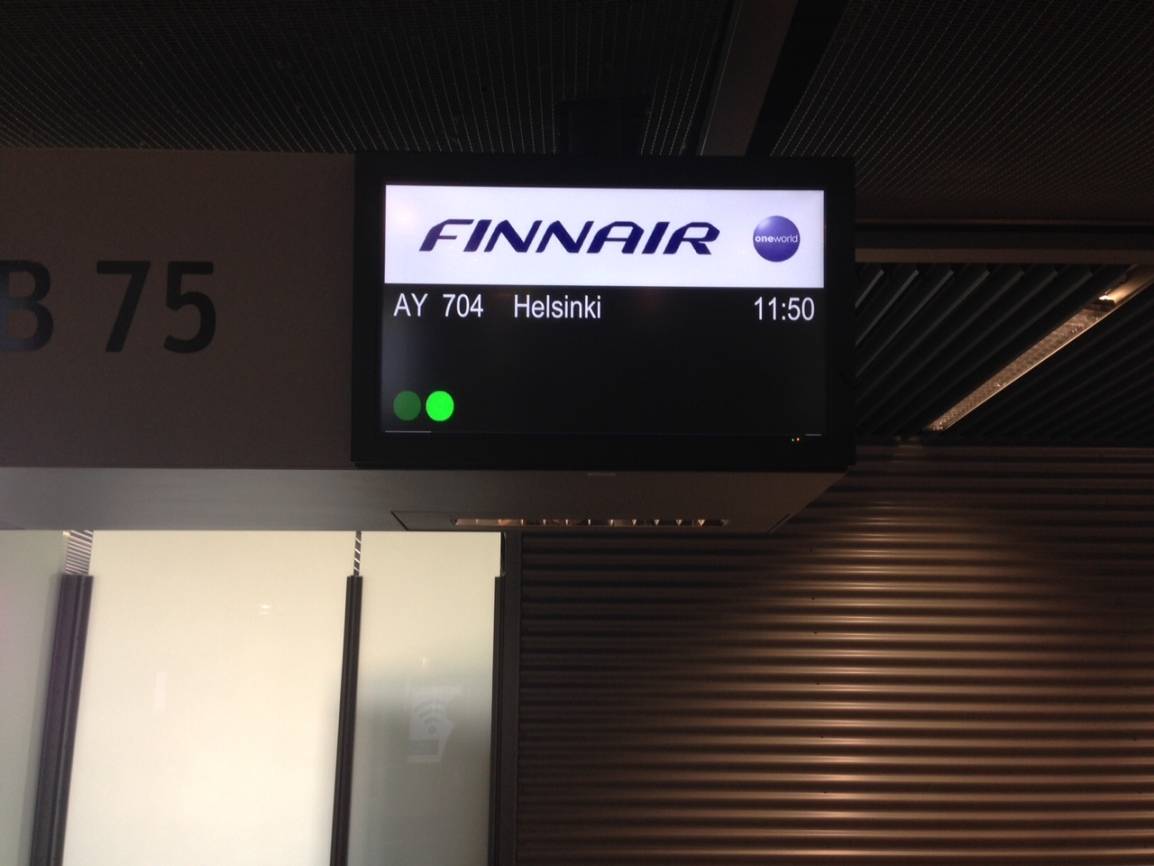 B 75
FINNAIR
oneworld
AY 704 Helsinki 11:50